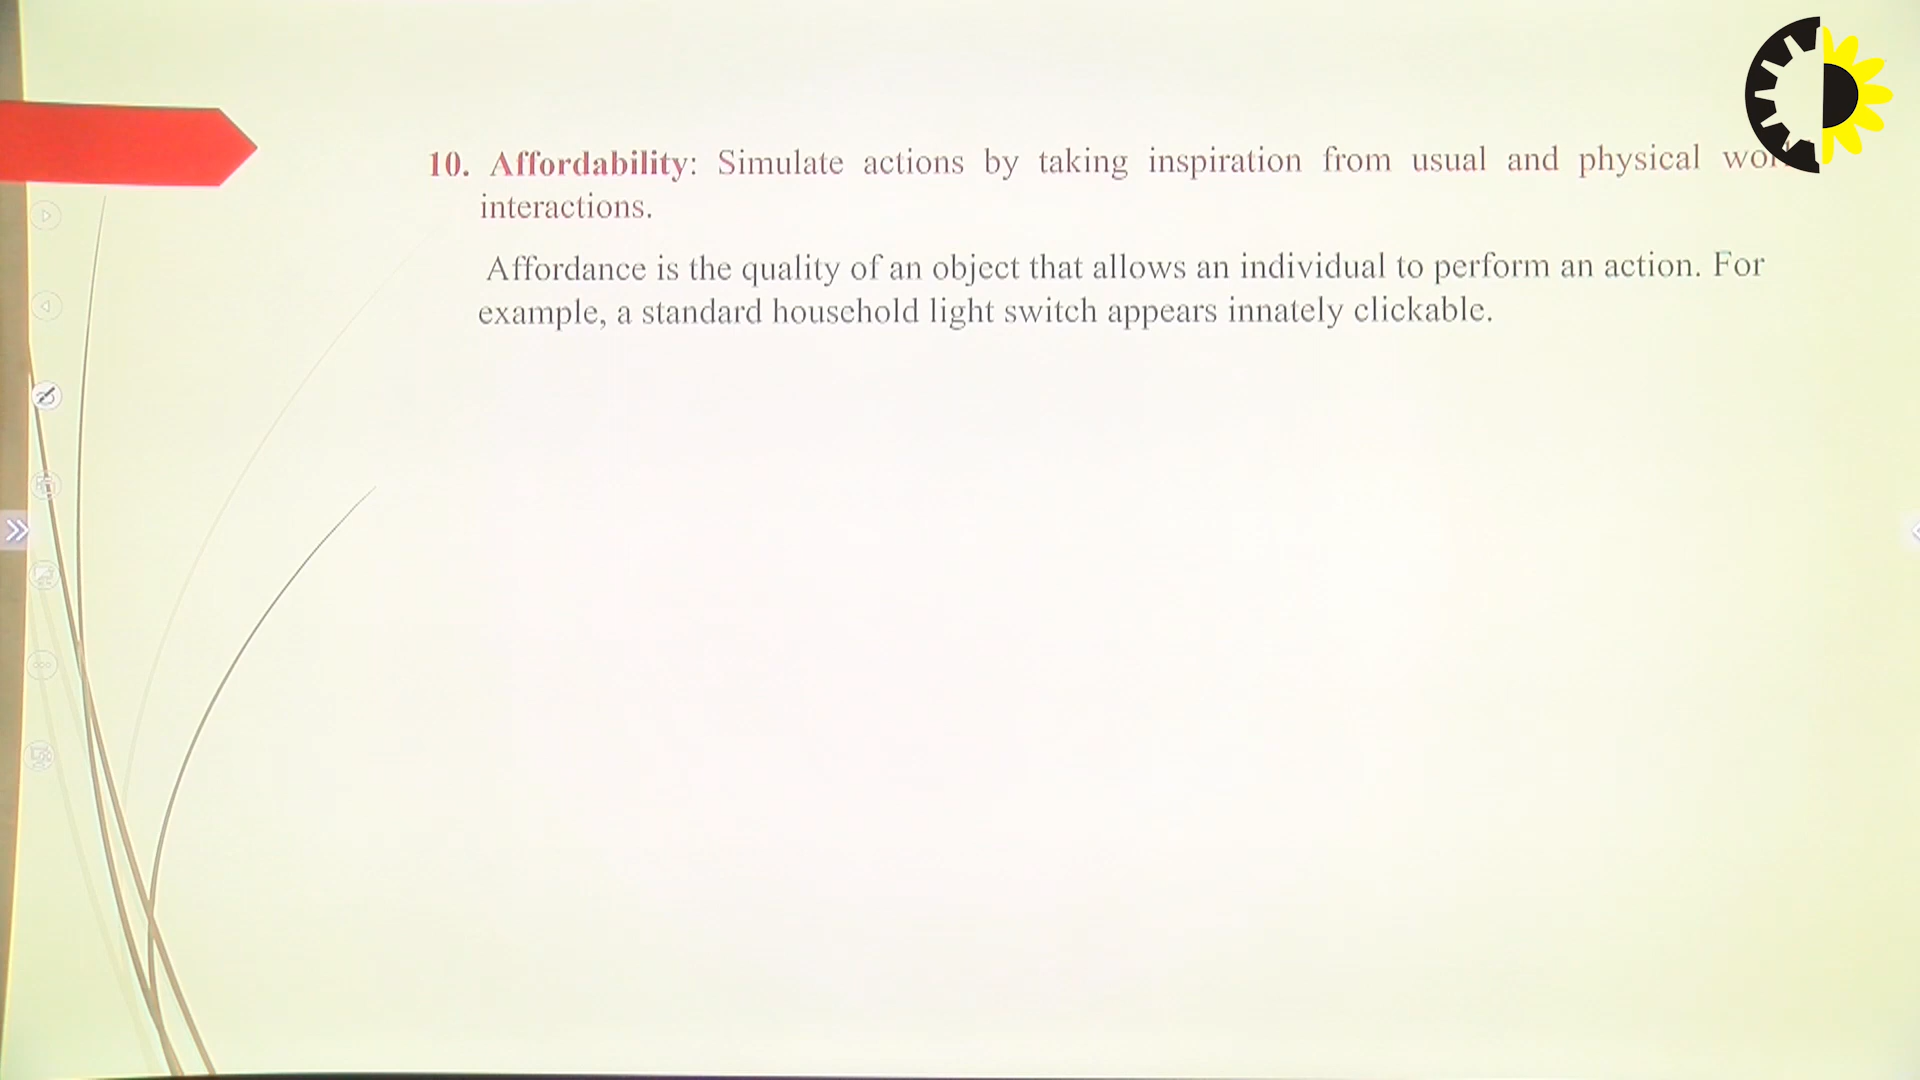 10. Affordability: Simulate actions by taking inspiration from usual and physical
interactions.
Affordance is the quality of an object that allows an individual to perform an action. For
example, a standard household light switch appears innately clickable.